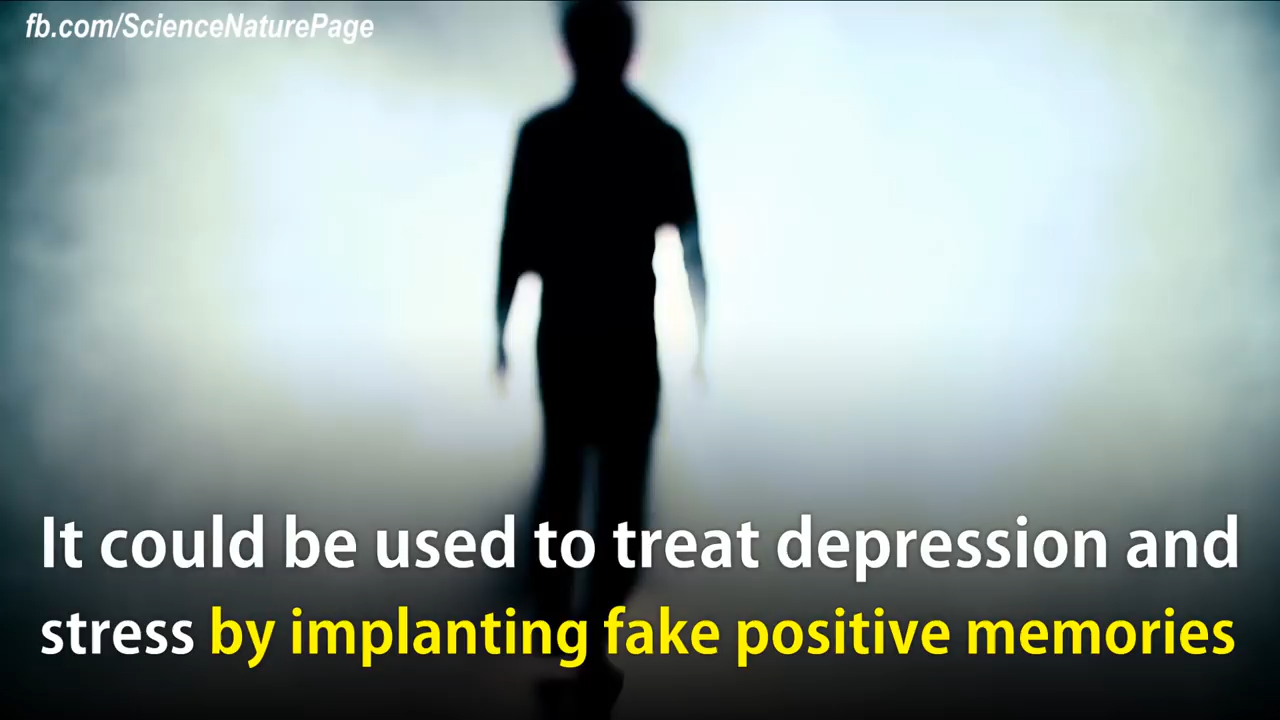 fb.com/ScienceNaturePage
It could be used to treat depression and
stress by implanting fake positive memories